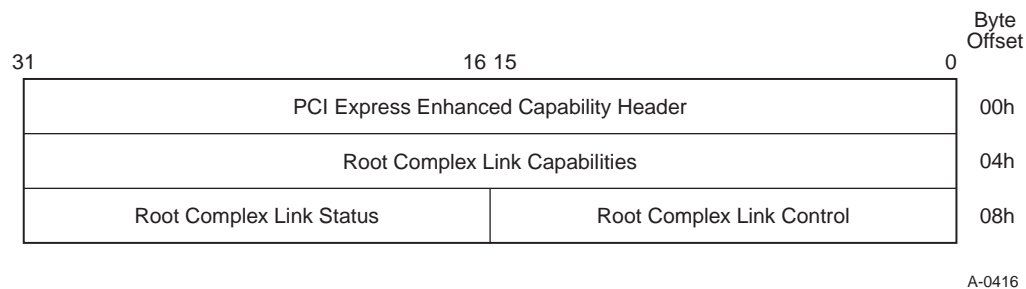 Byte
Offset
31 16 15 0
PCI Express Enhanced Capability Header 00h
Root Complex Link Capabilities 04h
Root Complex Link Status Root Complex Link Control 08h
A-0416